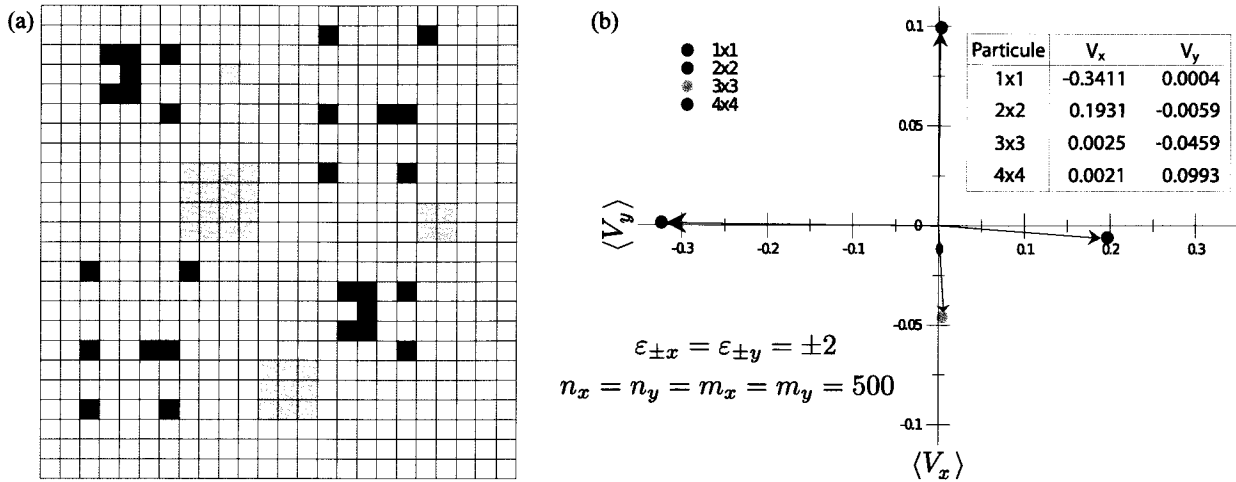 (a)
(b)
1x1
2x2
3x3
4x4
0.1
0.05
0
-0.05
-0.1
-0.3
-0.2
-0.1
0
0.1
0.2
0.3
Particule Vx Vy
1x1 -0.3411 0.0004
2x2 0.1931 -0.0059
3x3 0.0025 -0.0459
4x4 0.0021 0.0993
⟨Vy⟩
ε±x = ε±y = ±2
nx = ny = mx = my = 500
⟨Vx⟩